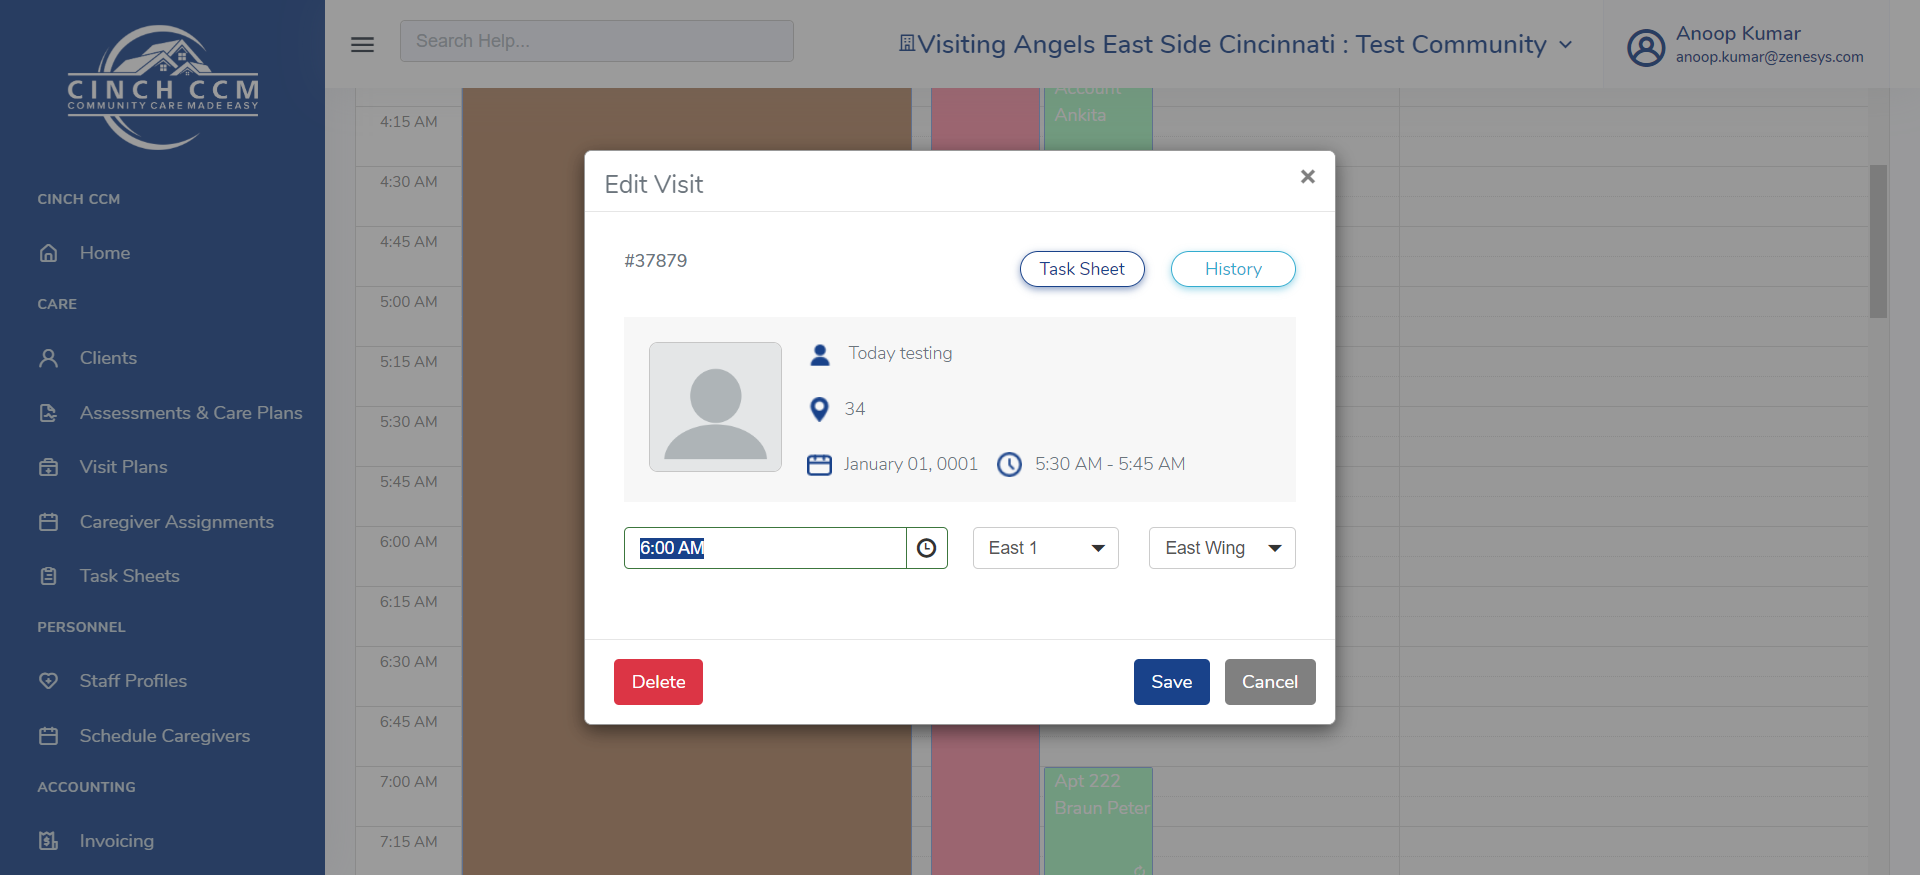 CINCH CCM
COMMUNITY CARE MADE EASY
Search Help...
Visiting Angels East Side Cincinnati : Test Community
Anoop Kumar
anoop.kumar@zenesys.com
CINCH CCM
Home
CARE
Clients
Assessments & Care Plans
Visit Plans
Caregiver Assignments
Task Sheets
PERSONNEL
Staff Profiles
Schedule Caregivers
ACCOUNTING
Invoicing
4:15 AM
4:30 AM
4:45 AM
5:00 AM
5:15 AM
5:30 AM
5:45 AM
6:00 AM
6:15 AM
6:30 AM
6:45 AM
7:00 AM
7:15 AM
Account
Ankita
Edit Visit
×
#37879
Task Sheet
History
Today testing
34
January 01, 0001
5:30 AM - 5:45 AM
6:00 AM
East 1
East Wing
Delete
Save
Cancel
Apt 222
Braun Peter